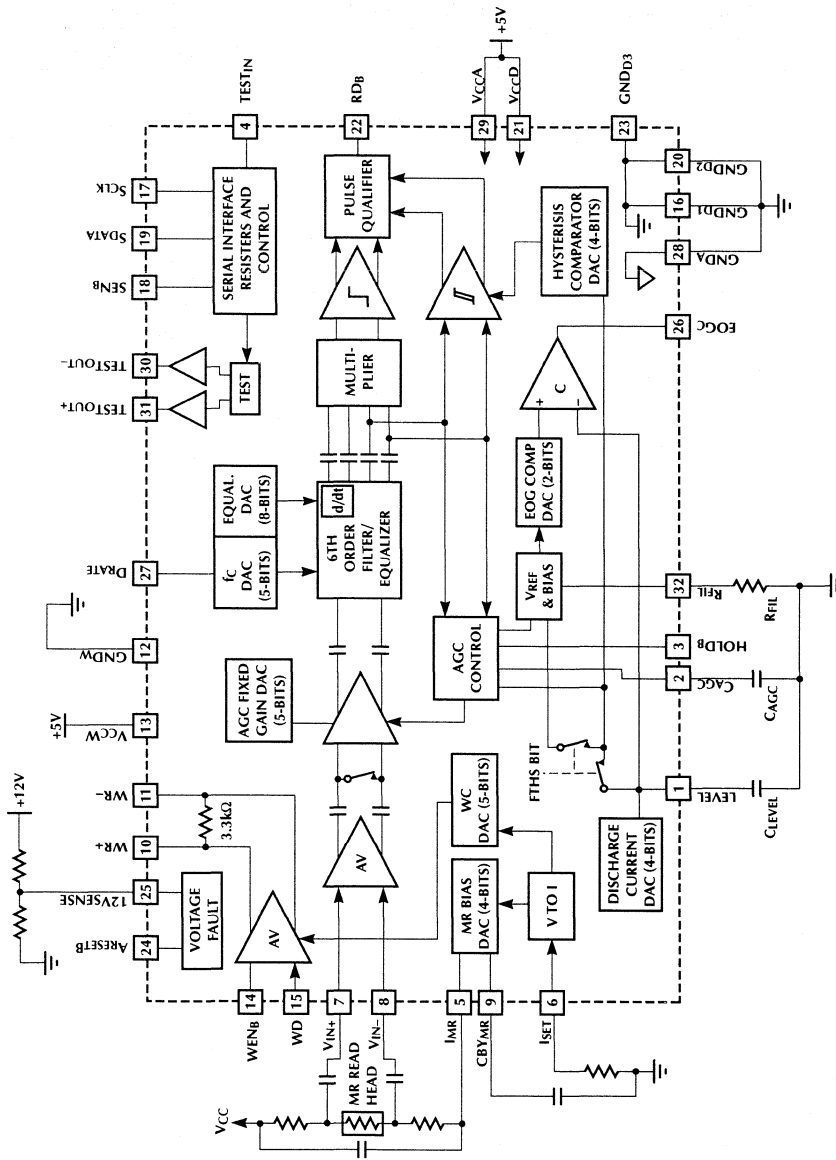 +12V
+5V
24
ARESETB
25
12VSENSE
10
WR+
11
WR−
13
VCCW
12
GNDW
27
DRATE
31
TESTOUT+
30
TESTOUT−
18
SENB
19
SDATA
17
SCLK
4
TESTIN
VOLTAGE
FAULT
3.3kΩ
AV
14
WENB
15
WD
AGC FIXED
GAIN DAC
(5-BITS)
fC
DAC
(5-BITS)
EQUAL.
DAC
(8-BITS)
TEST
SERIAL INTERFACE
REGISTERS AND
CONTROL
VCC
MR READ
HEAD
7
VIN+
8
VIN−
AV
6TH
ORDER
FILTER/
EQUALIZER
d/dt
MULTI-
PLIER
PULSE
QUALIFIER
22
RDB
5
IMR
9
CBYMR
6
ISET
MR BIAS
DAC (4-BITS)
WC
DAC (5-BITS)
V TO I
AGC
CONTROL
29
VCCA
21
VCCD
+5V
FTHS BIT
VREF
& BIAS
EOG COMP
DAC (2-BITS)
+
−
C
HYSTERISIS
COMPARATOR
DAC (4-BITS)
23
GNDD3
DISCHARGE
CURRENT
DAC (4-BITS)
1
LEVEL
2
CAGC
3
HOLDB
32
RFIL
26
EOGC
28
GNDA
16
GNDD1
20
GNDD2
CLEVEL
CAGC
RFIL